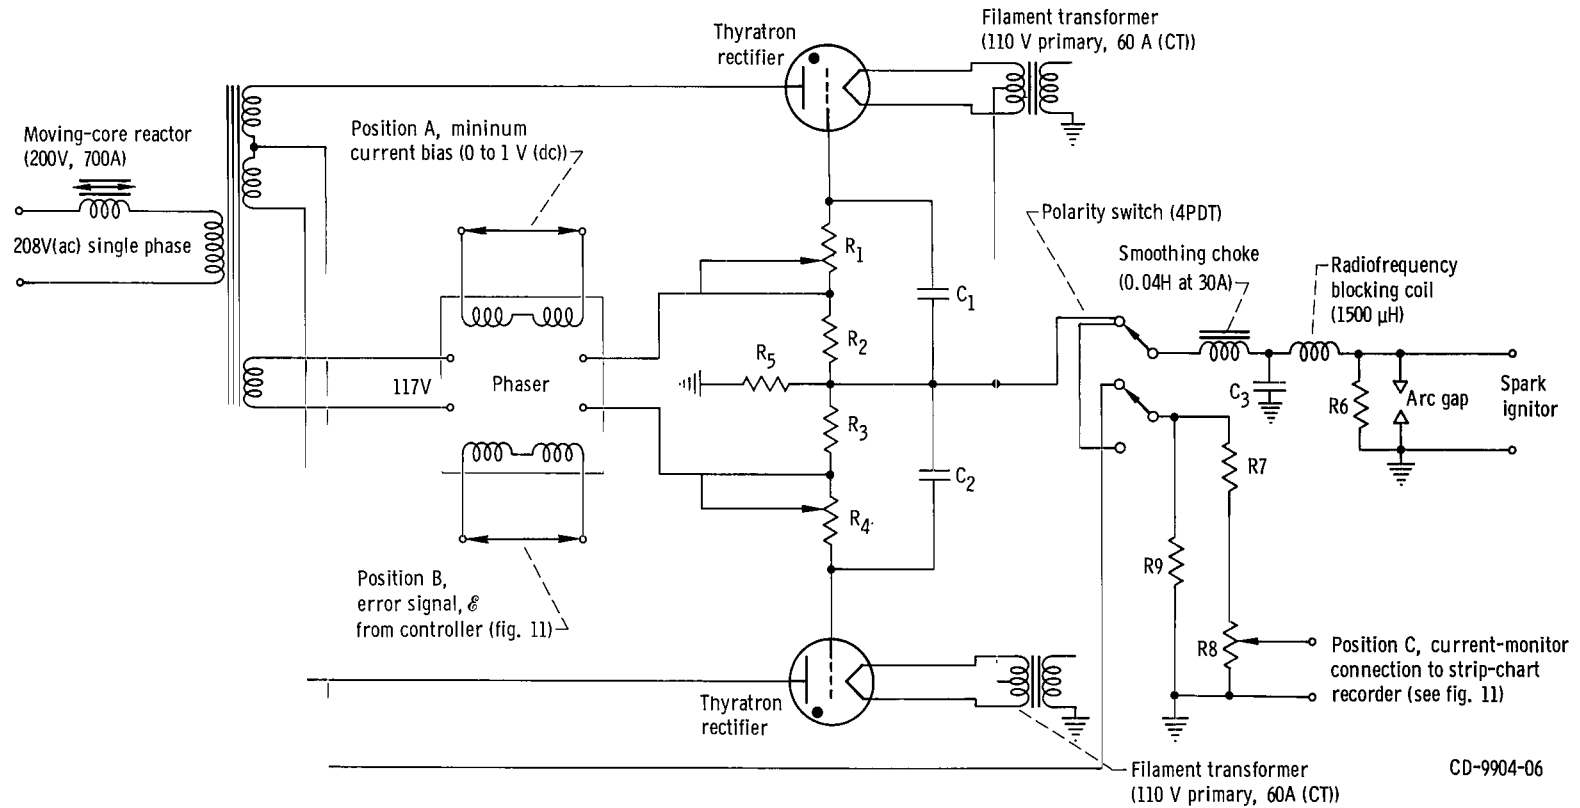 Filament transformer
(110 V primary, 60 A (CT))
Thyratron
rectifier
Moving-core reactor
(200V, 700A)
Position A, mininum
current bias (0 to 1 V (dc))
208V(ac) single phase
R1
Polarity switch (4PDT)
Smoothing choke
(0.04H at 30A)
Radiofrequency
blocking coil
(1500 μH)
C1
R2
R5
117V
Phaser
C3
R6
Arc gap
Spark
ignitor
R3
C2
R7
R4
R9
Position B,
error signal, ℰ
from controller (fig. 11)
R8
Position C, current-monitor
connection to strip-chart
recorder (see fig. 11)
Thyratron
rectifier
Filament transformer
(110 V primary, 60A (CT))
CD-9904-06